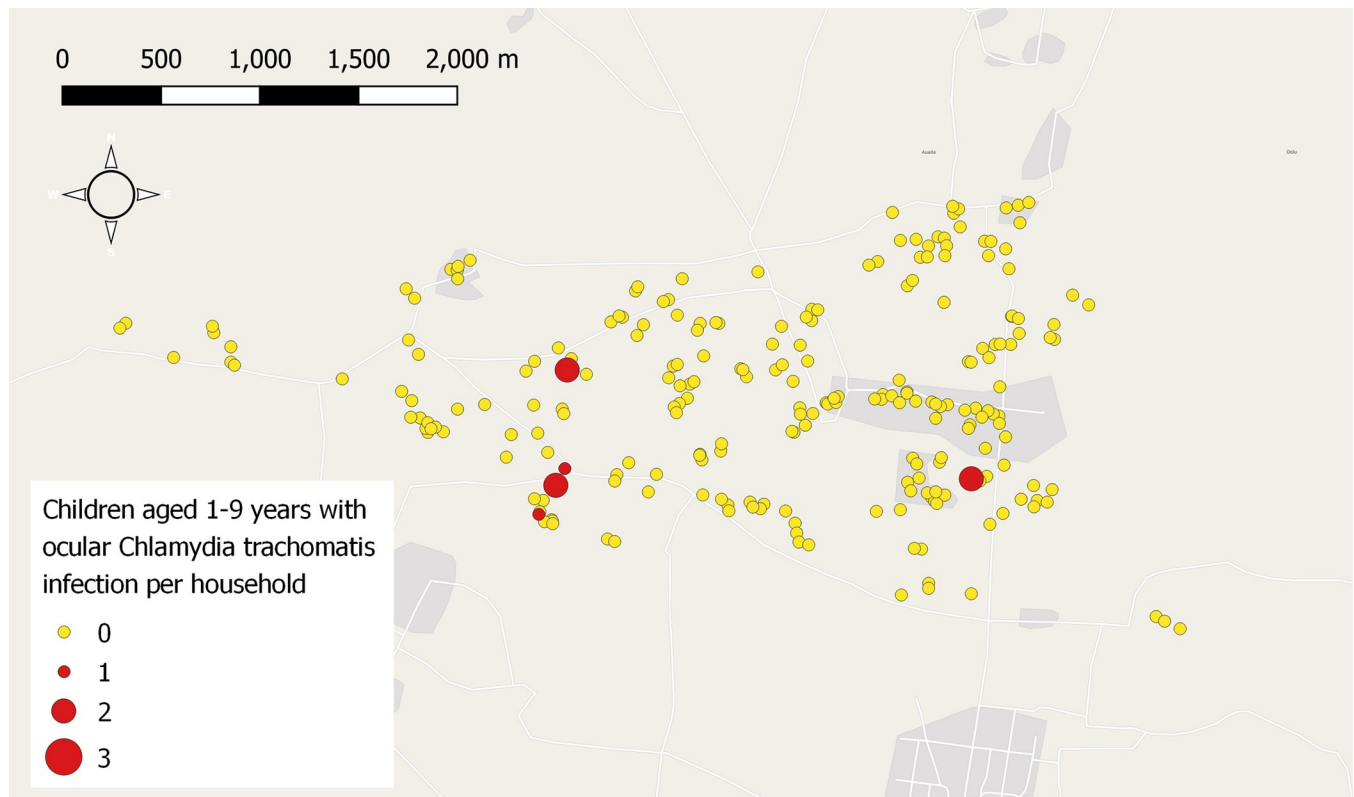 0 500 1,000 1,500 2,000 m
N
W E
S
Auaita Dolu
Children aged 1-9 years with
ocular Chlamydia trachomatis
infection per household
0
1
2
3